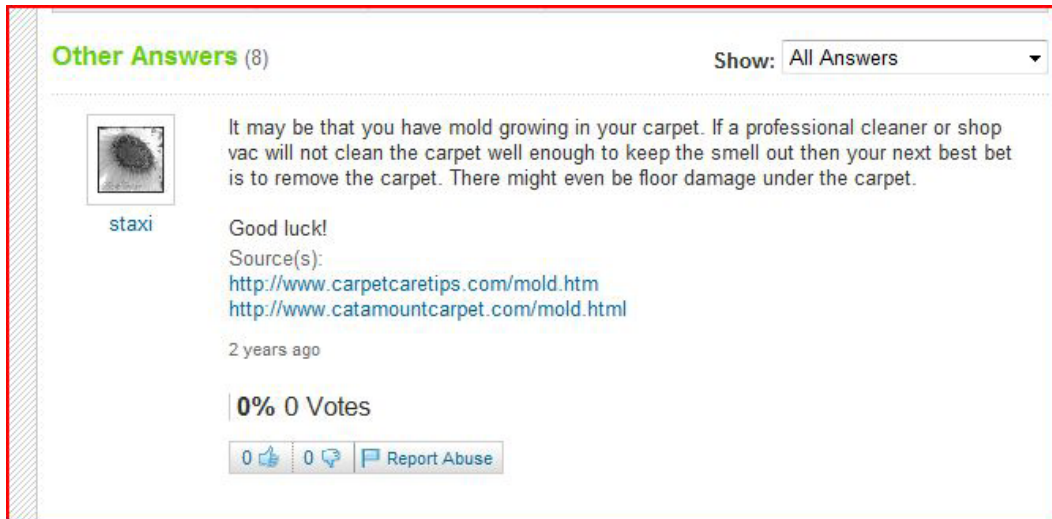 Other Answers (8)
Show: All Answers
It may be that you have mold growing in your carpet. If a professional cleaner or shop
vac will not clean the carpet well enough to keep the smell out then your next best bet
is to remove the carpet. There might even be floor damage under the carpet.
staxi
Good luck!
Source(s):
http://www.carpetcaretips.com/mold.htm
http://www.catamountcarpet.com/mold.html
2 years ago
0% 0 Votes
0 0 Report Abuse